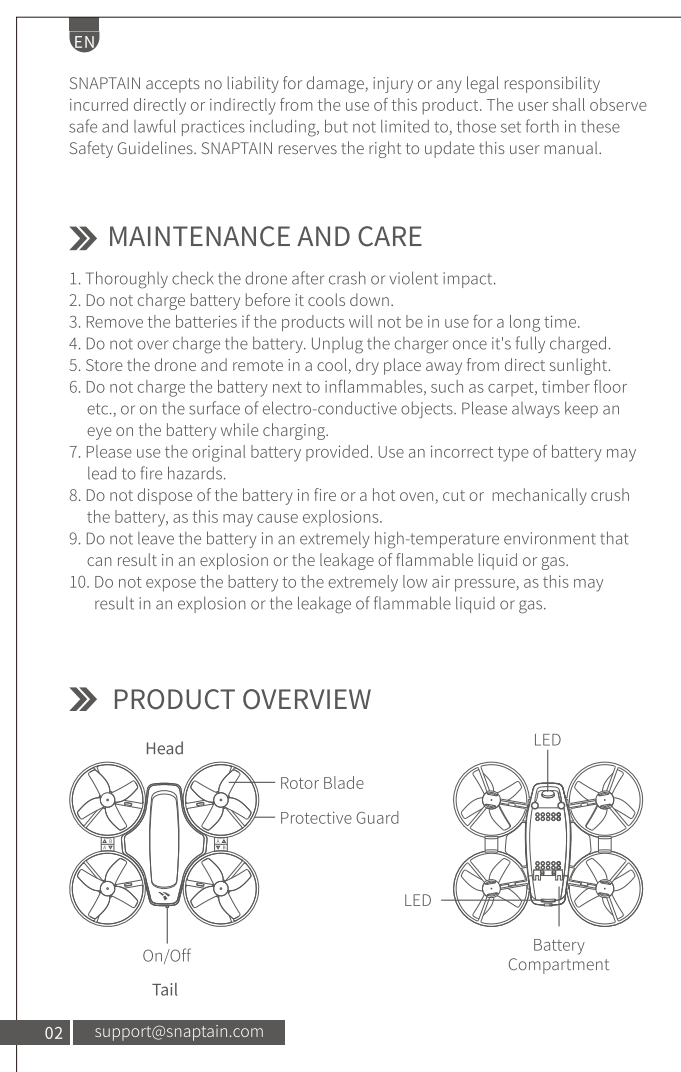 EN
SNAPTAIN accepts no liability for damage, injury or any legal responsibility
incurred directly or indirectly from the use of this product. The user shall observe
safe and lawful practices including, but not limited to, those set forth in these
Safety Guidelines. SNAPTAIN reserves the right to update this user manual.
MAINTENANCE AND CARE
1. Thoroughly check the drone after crash or violent impact.
2. Do not charge battery before it cools down.
3. Remove the batteries if the products will not be in use for a long time.
4. Do not over charge the battery. Unplug the charger once it's fully charged.
5. Store the drone and remote in a cool, dry place away from direct sunlight.
6. Do not charge the battery next to inflammables, such as carpet, timber floor
etc., or on the surface of electro-conductive objects. Please always keep an
eye on the battery while charging.
7. Please use the original battery provided. Use an incorrect type of battery may
lead to fire hazards.
8. Do not dispose of the battery in fire or a hot oven, cut or mechanically crush
the battery, as this may cause explosions.
9. Do not leave the battery in an extremely high-temperature environment that
can result in an explosion or the leakage of flammable liquid or gas.
10. Do not expose the battery to the extremely low air pressure, as this may
result in an explosion or the leakage of flammable liquid or gas.
PRODUCT OVERVIEW
Head
LED
Rotor Blade
Protective Guard
LED
On/Off
Battery
Compartment
Tail
02
support@snaptain.com